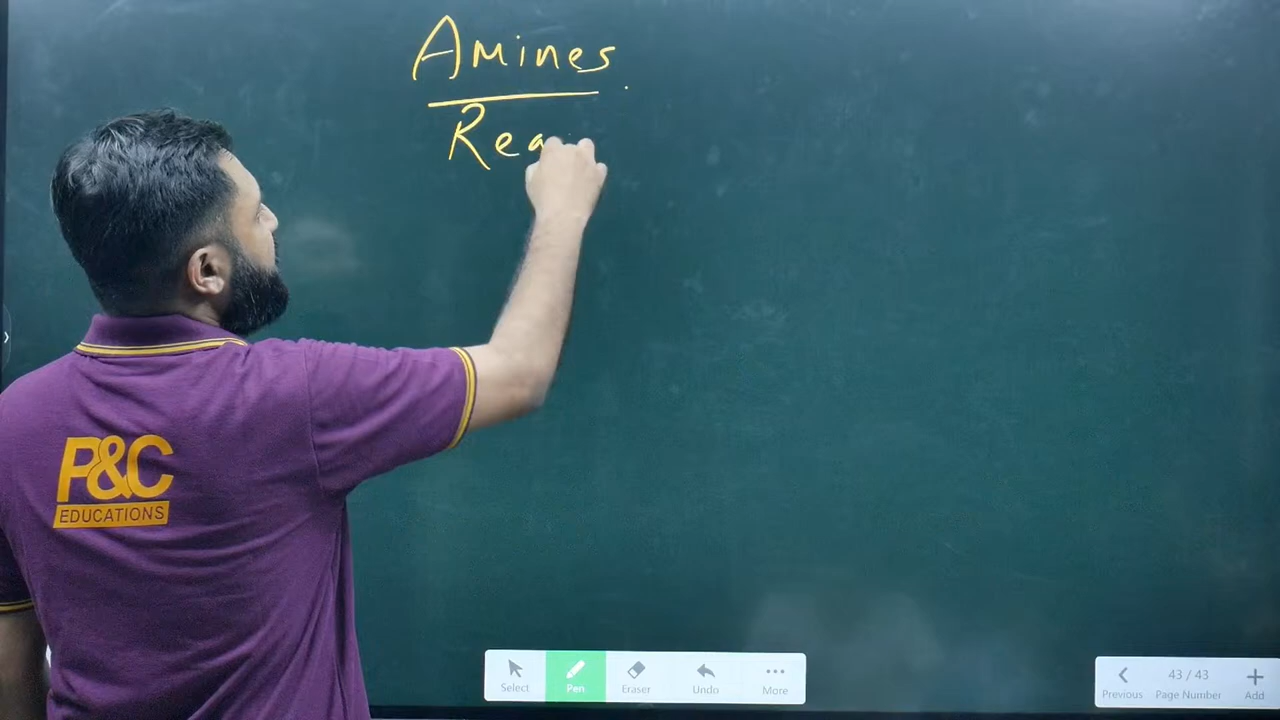 Amines
Rea
P&C
EDUCATIONS
Select
Pen
Eraser
Undo
More
Previous
43 / 43
Page Number
Add